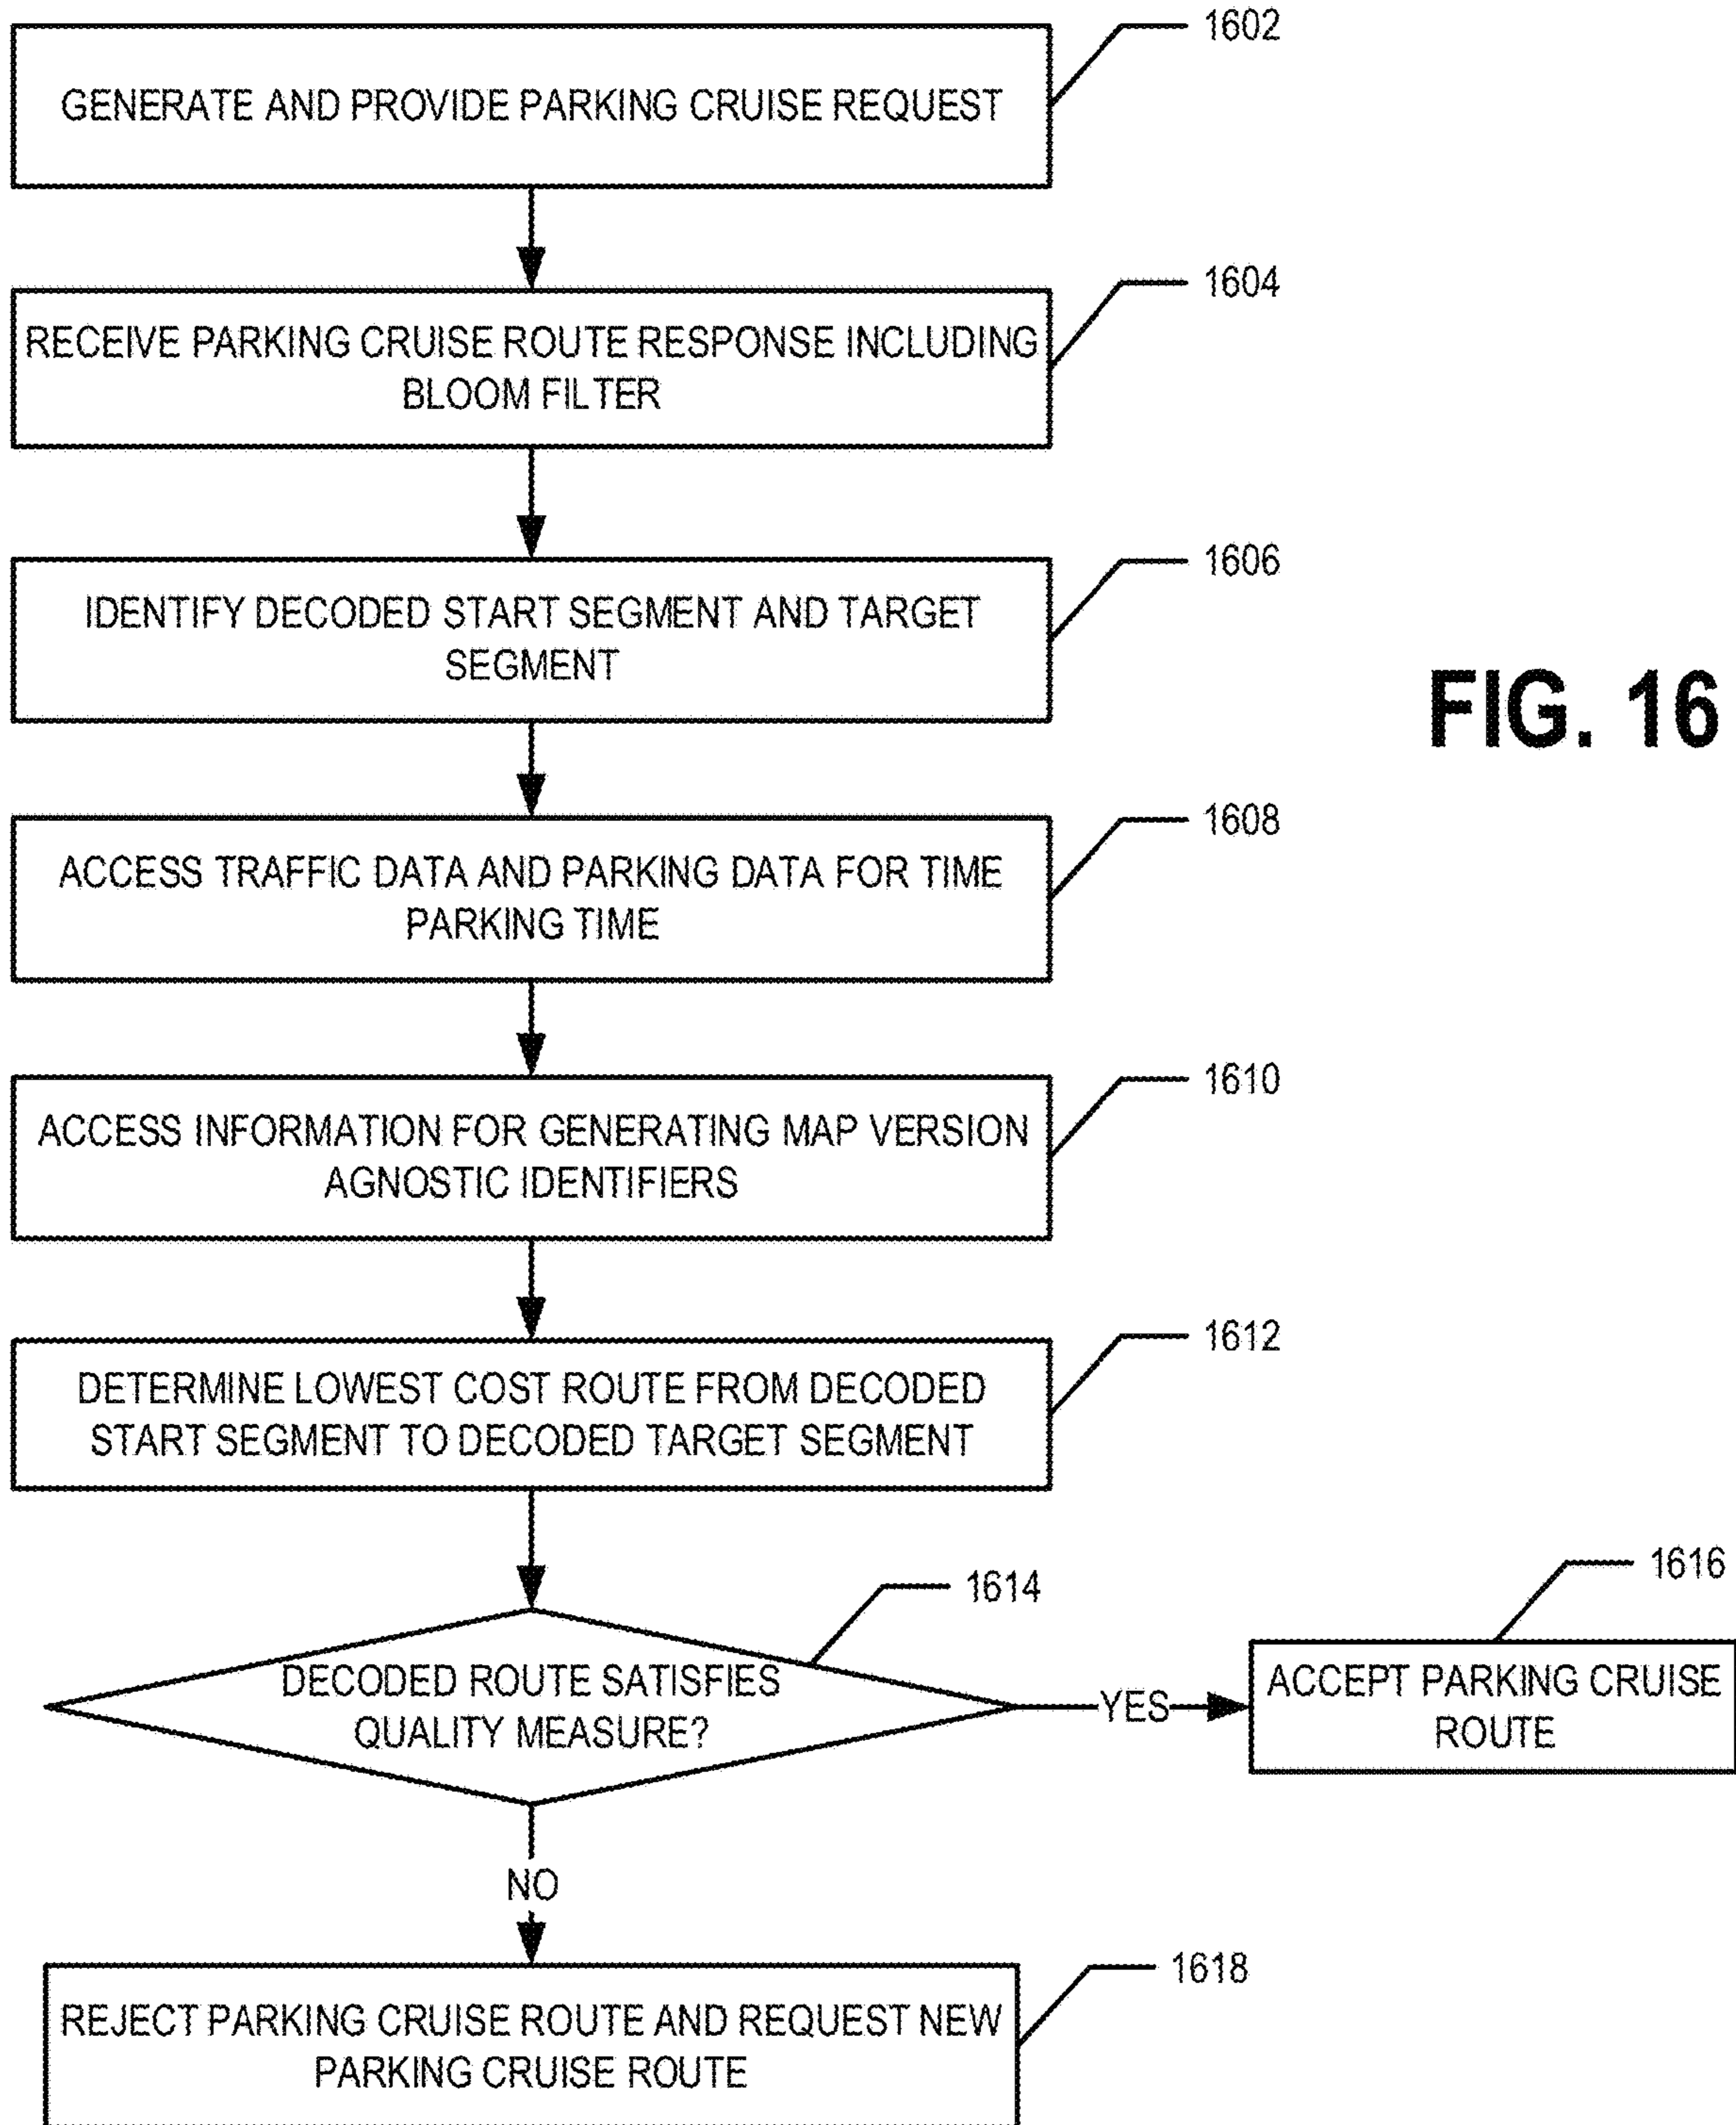 1602
GENERATE AND PROVIDE PARKING CRUISE REQUEST
1604
RECEIVE PARKING CRUISE ROUTE RESPONSE INCLUDING
BLOOM FILTER
1606
IDENTIFY DECODED START SEGMENT AND TARGET
SEGMENT
FIG. 16
1608
ACCESS TRAFFIC DATA AND PARKING DATA FOR TIME
PARKING TIME
1610
ACCESS INFORMATION FOR GENERATING MAP VERSION
AGNOSTIC IDENTIFIERS
1612
DETERMINE LOWEST COST ROUTE FROM DECODED
START SEGMENT TO DECODED TARGET SEGMENT
1614
DECODED ROUTE SATISFIES
QUALITY MEASURE?
YES
1616
ACCEPT PARKING CRUISE
ROUTE
NO
1618
REJECT PARKING CRUISE ROUTE AND REQUEST NEW
PARKING CRUISE ROUTE